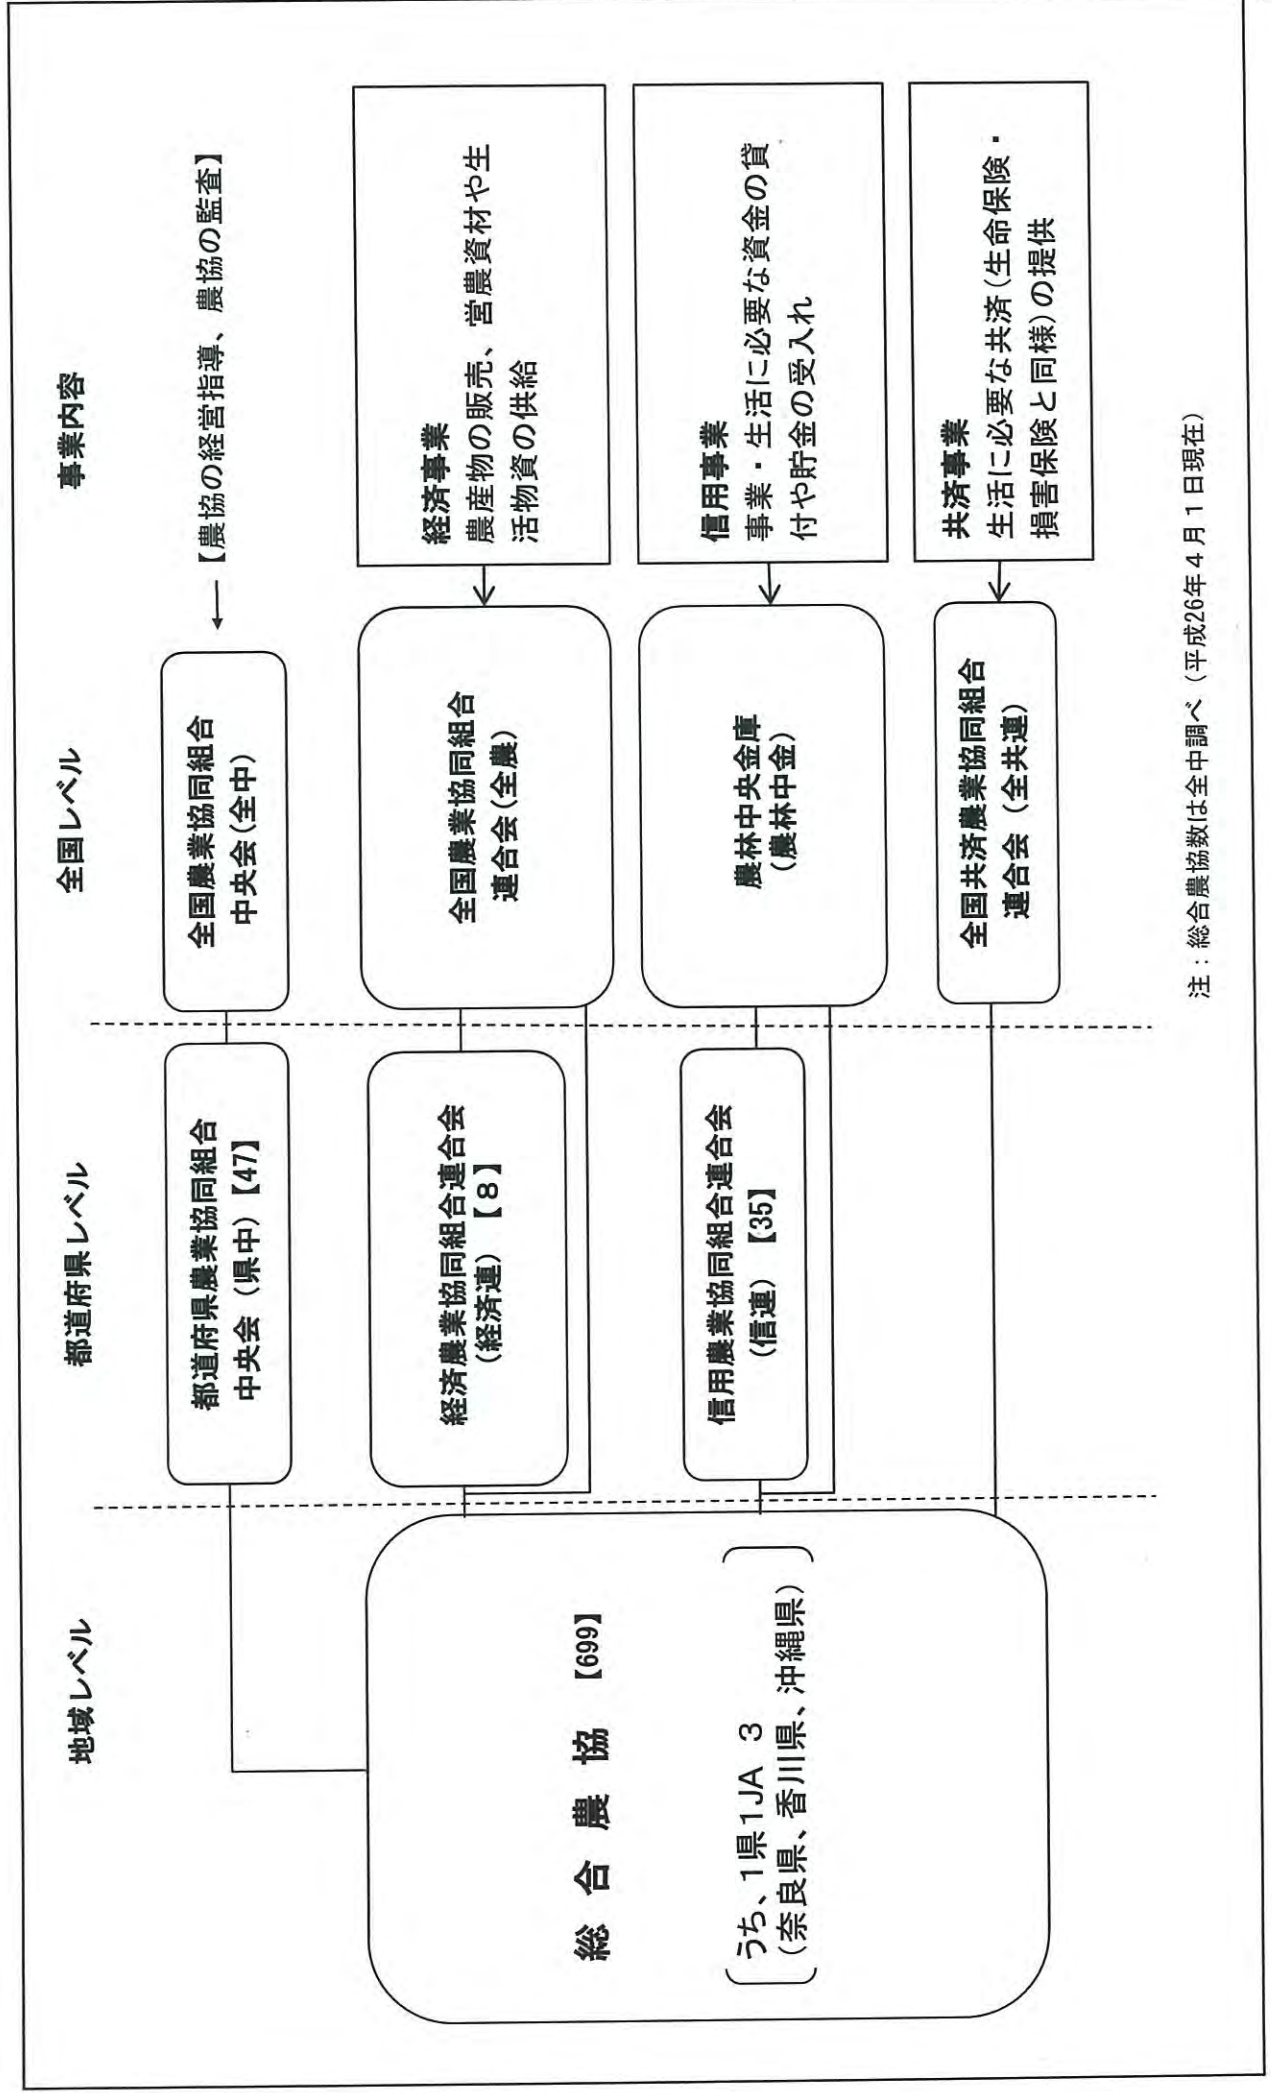 地域レベル
都道府県レベル
全国レベル
事業内容
都道府県農業協同組合
中央会（県中）【47】
全国農業協同組合
中央会(全中)
【農協の経営指導、農協の監査】
総合農協 【699】
うち、1県1JA 3
（奈良県、香川県、沖縄県）
経済農業協同組合連合会
（経済連）【８】
全国農業協同組合
連合会(全農)
経済事業
農産物の販売、営農資材や生
活物資の供給
信用農業協同組合連合会
（信連）【35】
農林中央金庫
（農林中金）
信用事業
事業・生活に必要な資金の貸
付や貯金の受入れ
全国共済農業協同組合
連合会（全共連）
共済事業
生活に必要な共済(生命保険・
損害保険と同様)の提供
注：総合農協数は全中調べ（平成26年４月１日現在）